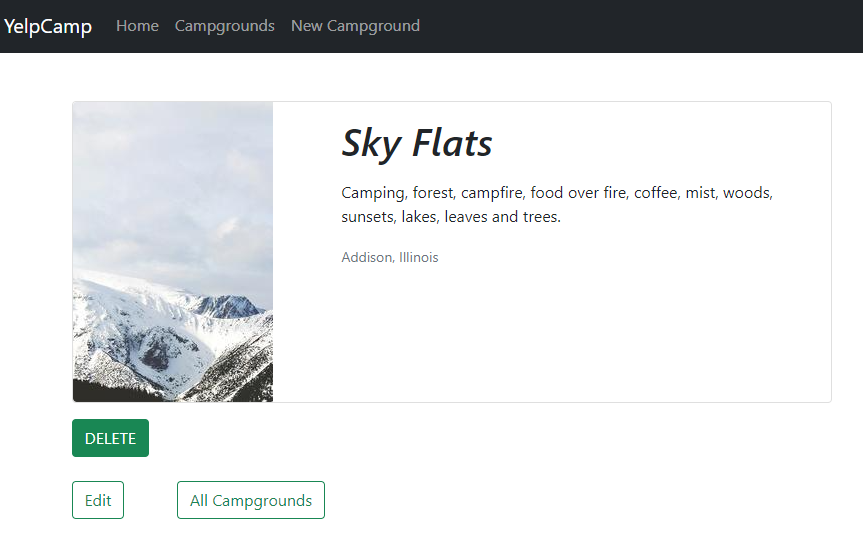 YelpCamp Home Campgrounds New Campground
Sky Flats
Camping, forest, campfire, food over fire, coffee, mist, woods,
sunsets, lakes, leaves and trees.
Addison, Illinois
DELETE
Edit All Campgrounds